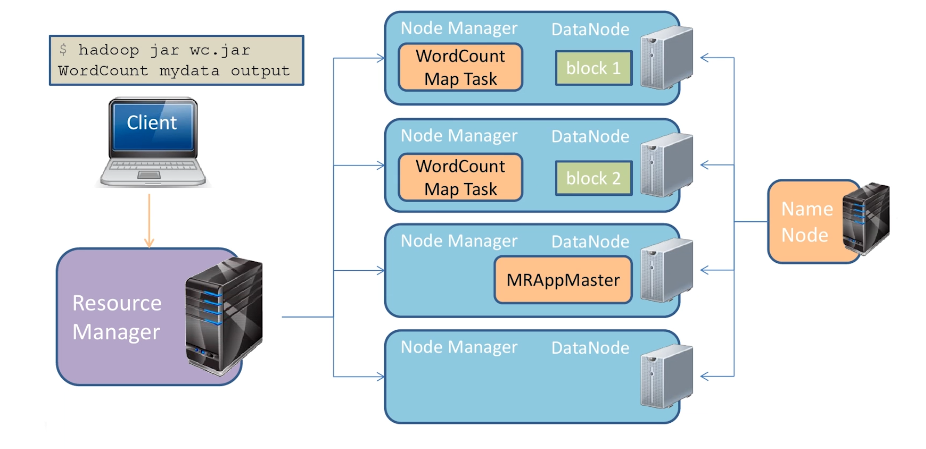 $ hadoop jar wc.jar
WordCount mydata output
Client
Resource
Manager
Node Manager DataNode
WordCount
Map Task
block 1
Node Manager DataNode
WordCount
Map Task
block 2
Node Manager DataNode
MRAppMaster
Node Manager DataNode
Name
Node